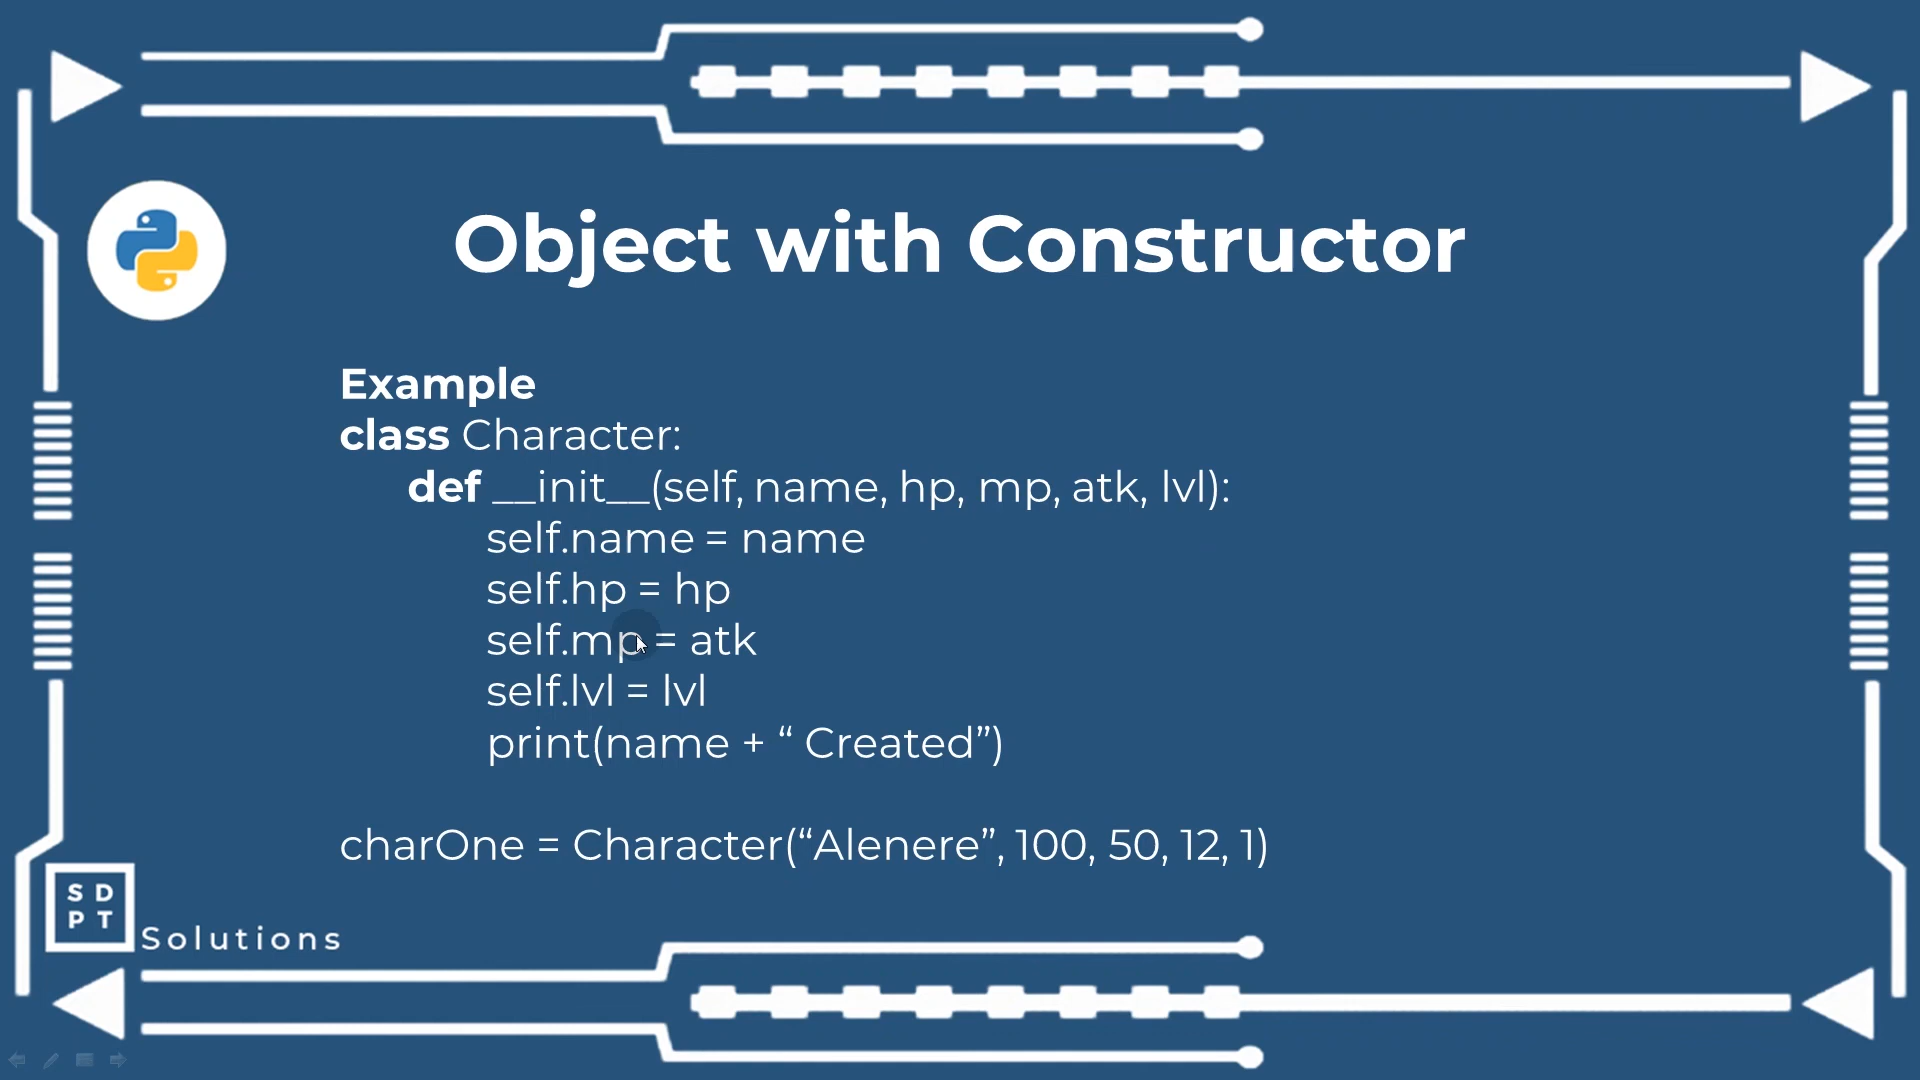 Object with Constructor
Example
class Character:
def __init__(self, name, hp, mp, atk, lvl):
self.name = name
self.hp = hp
self.mp = atk
self.lvl = lvl
print(name + “ Created”)
charOne = Character(“Alenere”, 100, 50, 12, 1)
S D
P T
Solutions